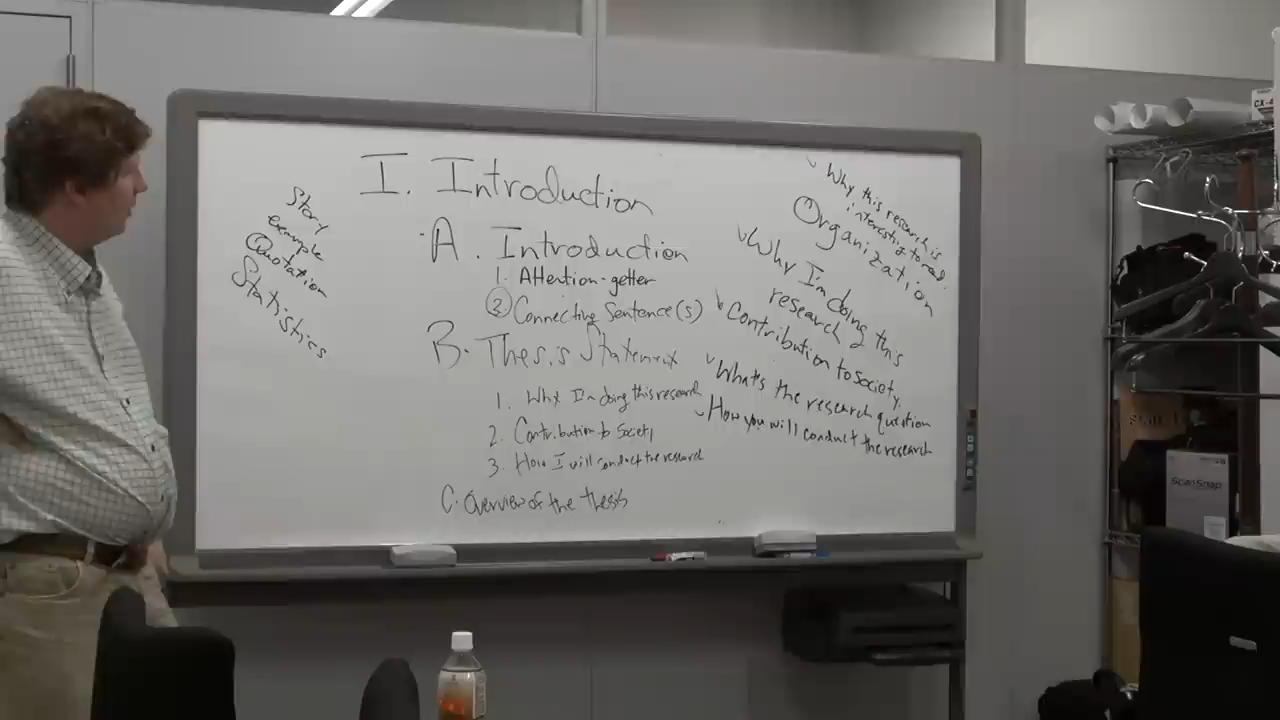 I. Introduction
A. Introduction
1. Attention-getter
2 Connecting Sentence(s)
B. Thesis Statement
1. Why I'm doing this research
2. Contribution to Society
3. How I will conduct the research
C. Overview of the thesis
Story
example
Quotation
Statistics
Why this research is
interesting to read.
Organization
Why I'm doing this
research
Contribution to society.
What's the research question
How you will conduct the research
ScanSnap